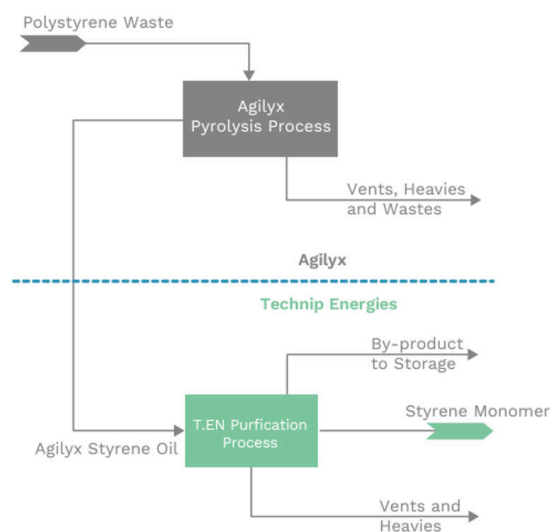 Polystyrene Waste
Agilyx
Pyrolysis Process
Vents, Heavies
and Wastes
Agilyx
Technip Energies
By-product
to Storage
Styrene Monomer
T.EN Purfication
Process
Agilyx Styrene Oil
Vents and
Heavies